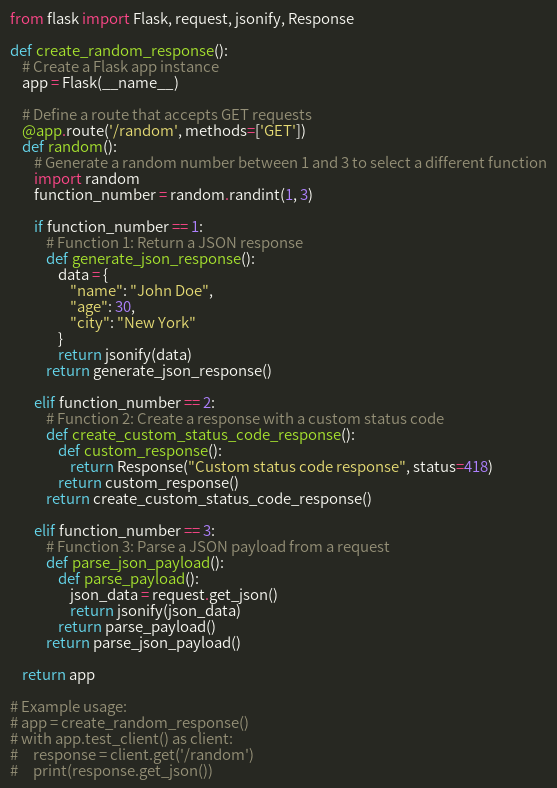 from flask import Flask, request, jsonify, Response

def create_random_response():
    # Create a Flask app instance
    app = Flask(__name__)

    # Define a route that accepts GET requests
    @app.route('/random', methods=['GET'])
    def random():
        # Generate a random number between 1 and 3 to select a different function
        import random
        function_number = random.randint(1, 3)

        if function_number == 1:
            # Function 1: Return a JSON response
            def generate_json_response():
                data = {
                    "name": "John Doe",
                    "age": 30,
                    "city": "New York"
                }
                return jsonify(data)
            return generate_json_response()

        elif function_number == 2:
            # Function 2: Create a response with a custom status code
            def create_custom_status_code_response():
                def custom_response():
                    return Response("Custom status code response", status=418)
                return custom_response()
            return create_custom_status_code_response()

        elif function_number == 3:
            # Function 3: Parse a JSON payload from a request
            def parse_json_payload():
                def parse_payload():
                    json_data = request.get_json()
                    return jsonify(json_data)
                return parse_payload()
            return parse_json_payload()

    return app

# Example usage:
# app = create_random_response()
# with app.test_client() as client:
#     response = client.get('/random')
#     print(response.get_json())